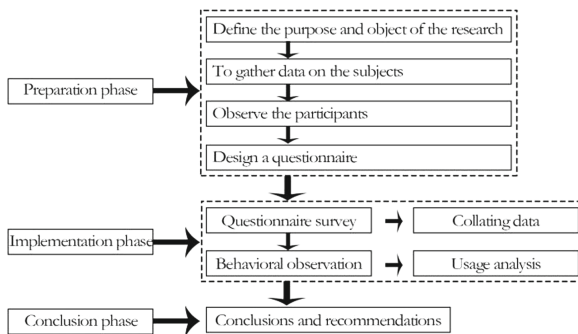 Define the purpose and object of the research
To gather data on the subjects
Preparation phase
Observe the participants
Design a questionnaire
Questionnaire survey
Collating data
Implementation phase
Behavioral observation
Usage analysis
Conclusion phase
Conclusions and recommendations